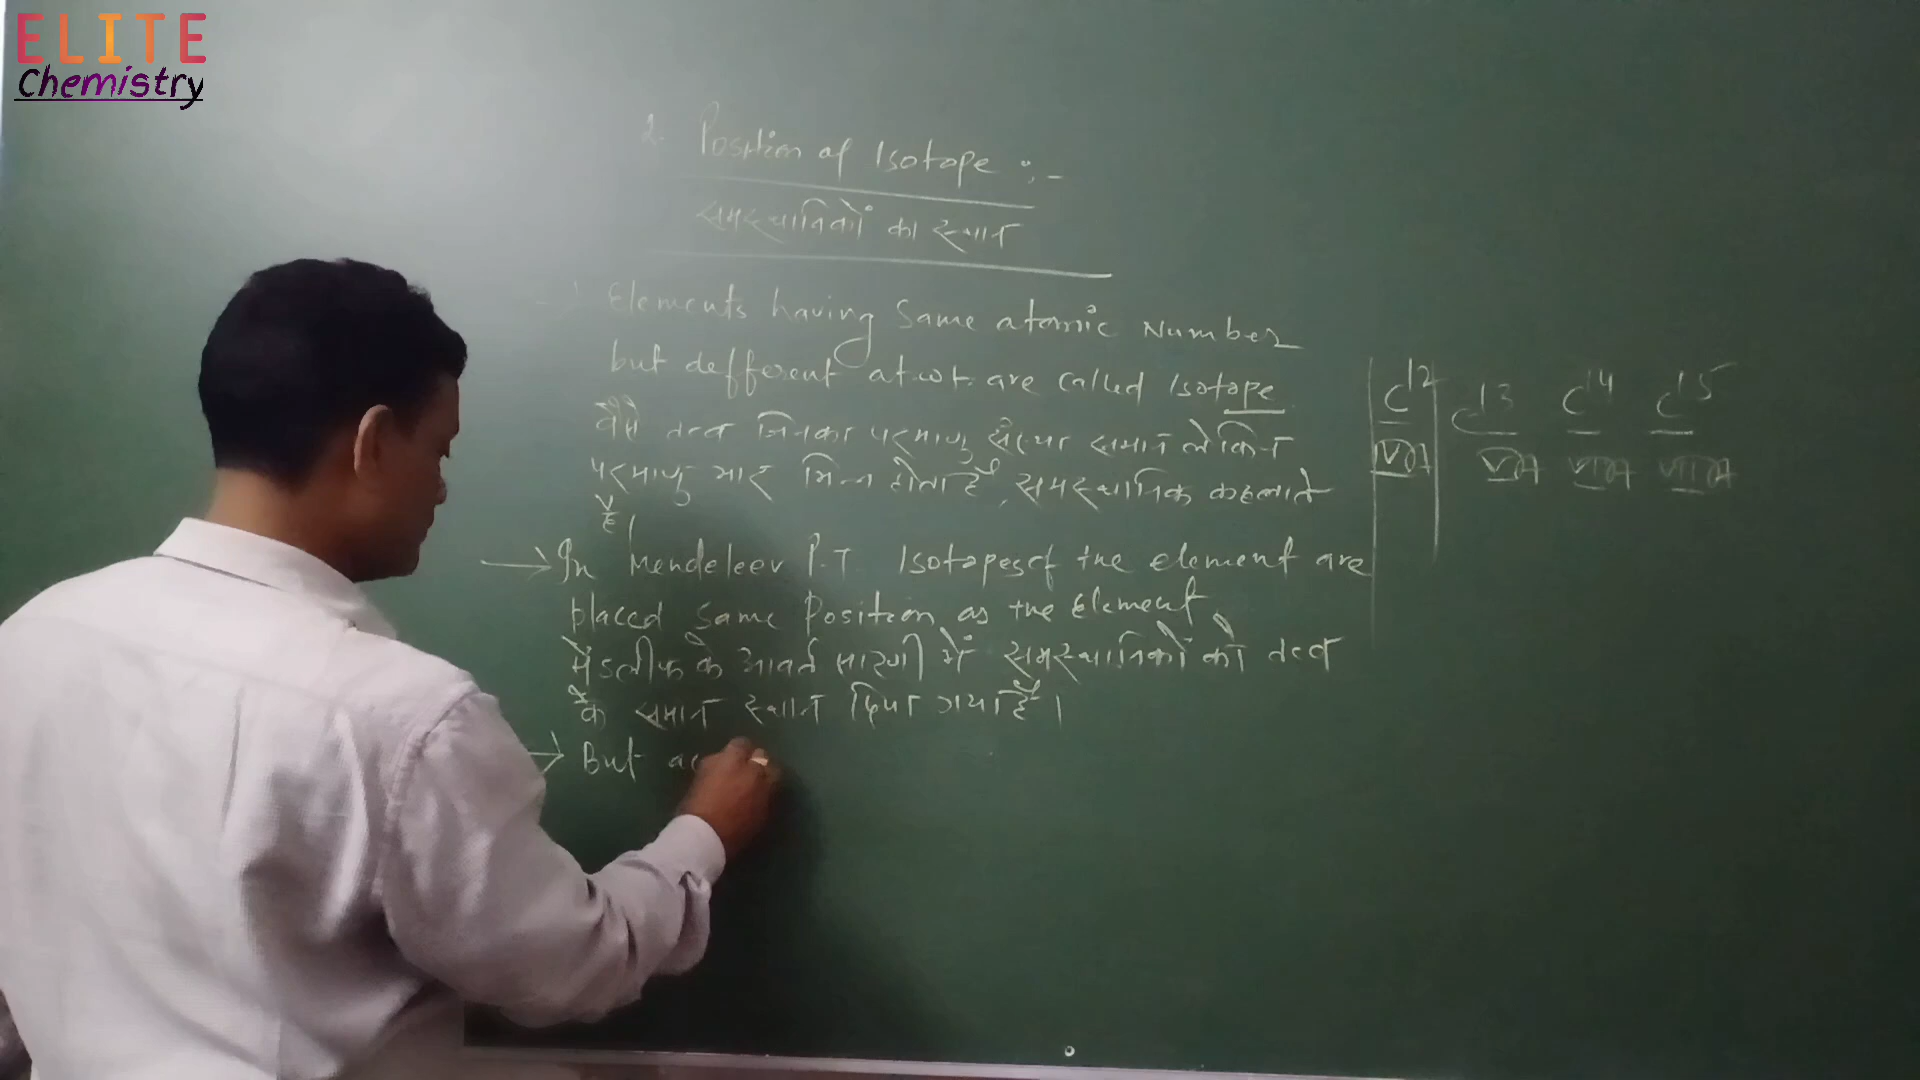 ELITE
Chemistry
2. Position of Isotope :-
समस्थानिकों का स्थान
Elements having Same atomic Number
but defferent at.wt. are called Isotope
वैसे तत्व जिनका परमाणु संख्या समान लेकिन
परमाणु भार भिन्न होता है, समस्थानिक कहलाते
हैं।
→ In Mendeleev P.T. Isotopes of the element are
placed same Position as the Element
मेंडलीफ के आवर्त सारणी में समस्थानिकों को तत्व
के समान स्थान दिया गया है।
→ But ac
C12 C13 C14 C15